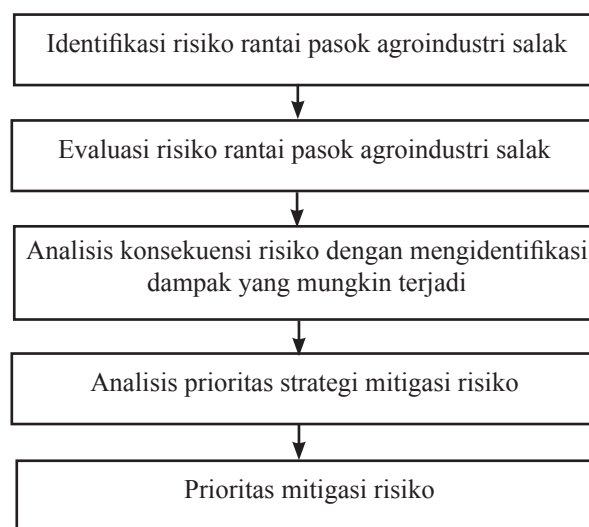 Identifikasi risiko rantai pasok agroindustri salak
Evaluasi risiko rantai pasok agroindustri salak
Analisis konsekuensi risiko dengan mengidentifikasi
dampak yang mungkin terjadi
Analisis prioritas strategi mitigasi risiko
Prioritas mitigasi risiko